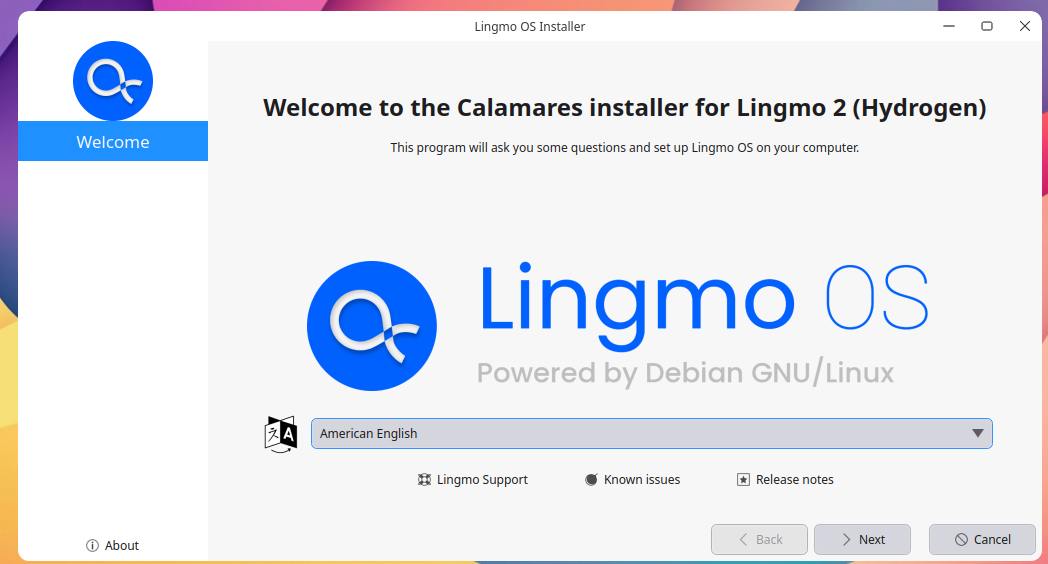 Lingmo OS Installer
Welcome
Welcome to the Calamares installer for Lingmo 2 (Hydrogen)
This program will ask you some questions and set up Lingmo OS on your computer.
Lingmo OS
Powered by Debian GNU/Linux
American English
Lingmo Support
Known issues
Release notes
About
Back
Next
Cancel